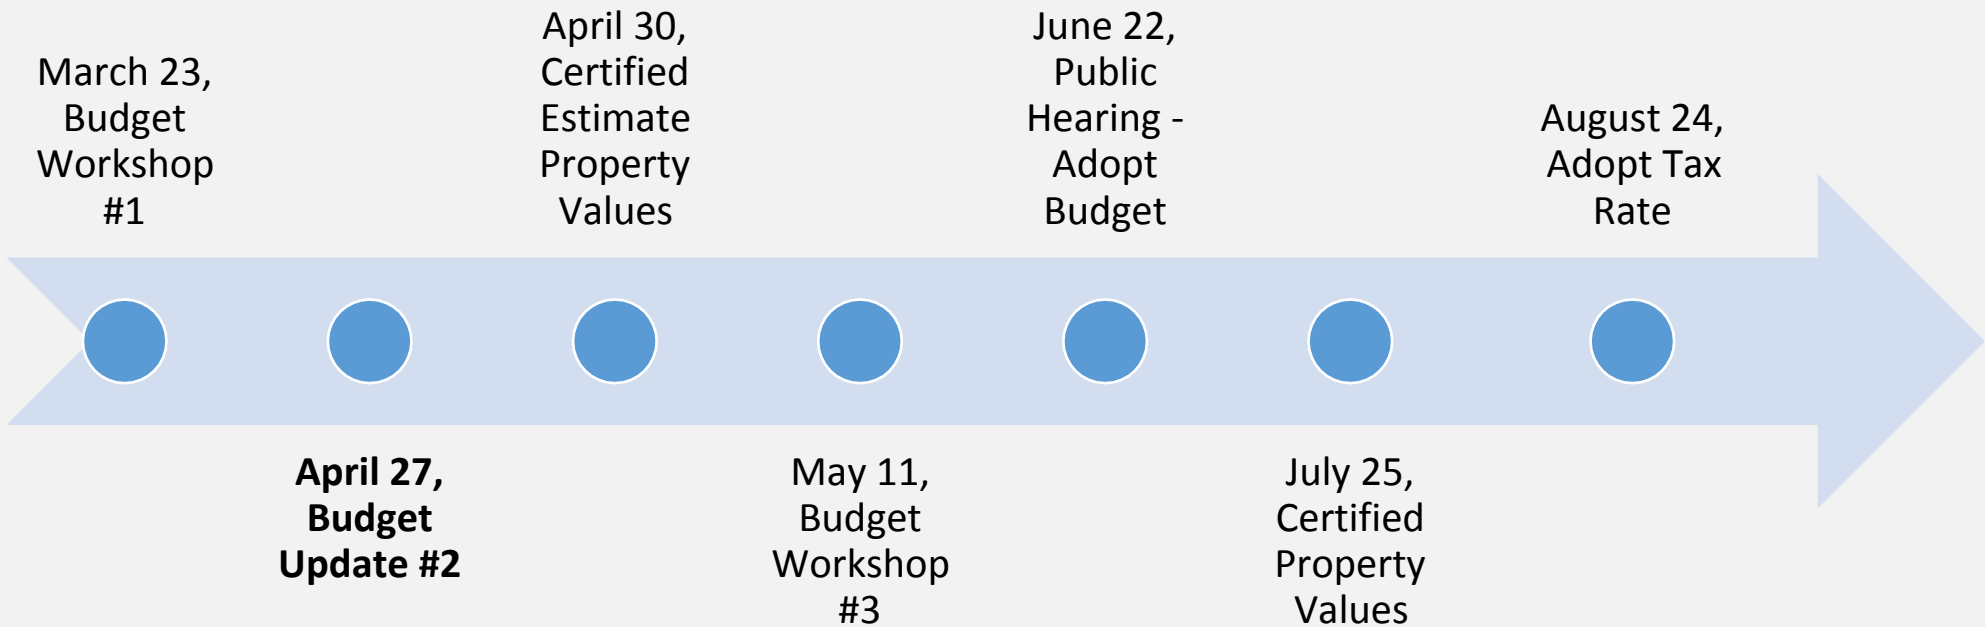 March 23,
Budget
Workshop
#1
April 27,
Budget
Update #2
April 30,
Certified
Estimate
Property
Values
May 11,
Budget
Workshop
#3
June 22,
Public
Hearing -
Adopt
Budget
July 25,
Certified
Property
Values
August 24,
Adopt Tax
Rate